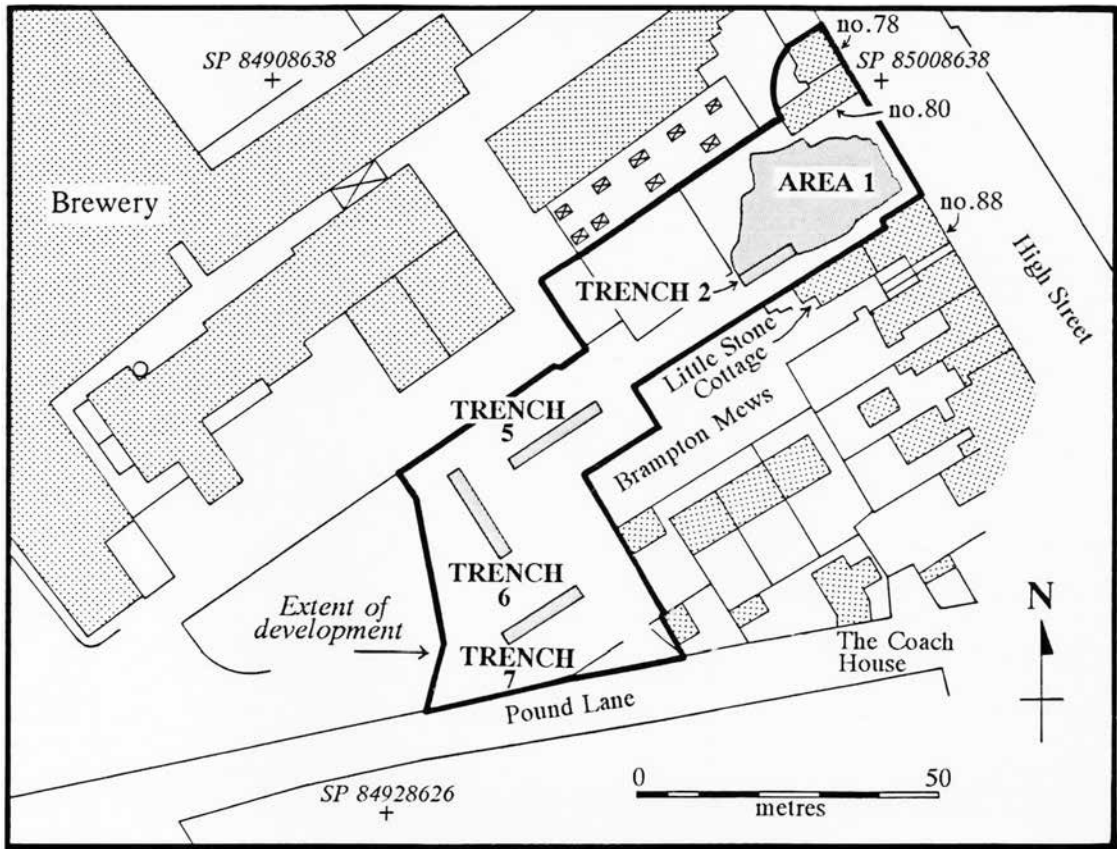 no.78
SP 84908638
SP 85008638
no.80
AREA 1
Brewery
no.88
High Street
TRENCH 2
Little Stone
Cottage
TRENCH
5
Brampton Mews
TRENCH
6
Extent of
development
TRENCH
7
The Coach
House
N
Pound Lane
0 50
metres
SP 84928626